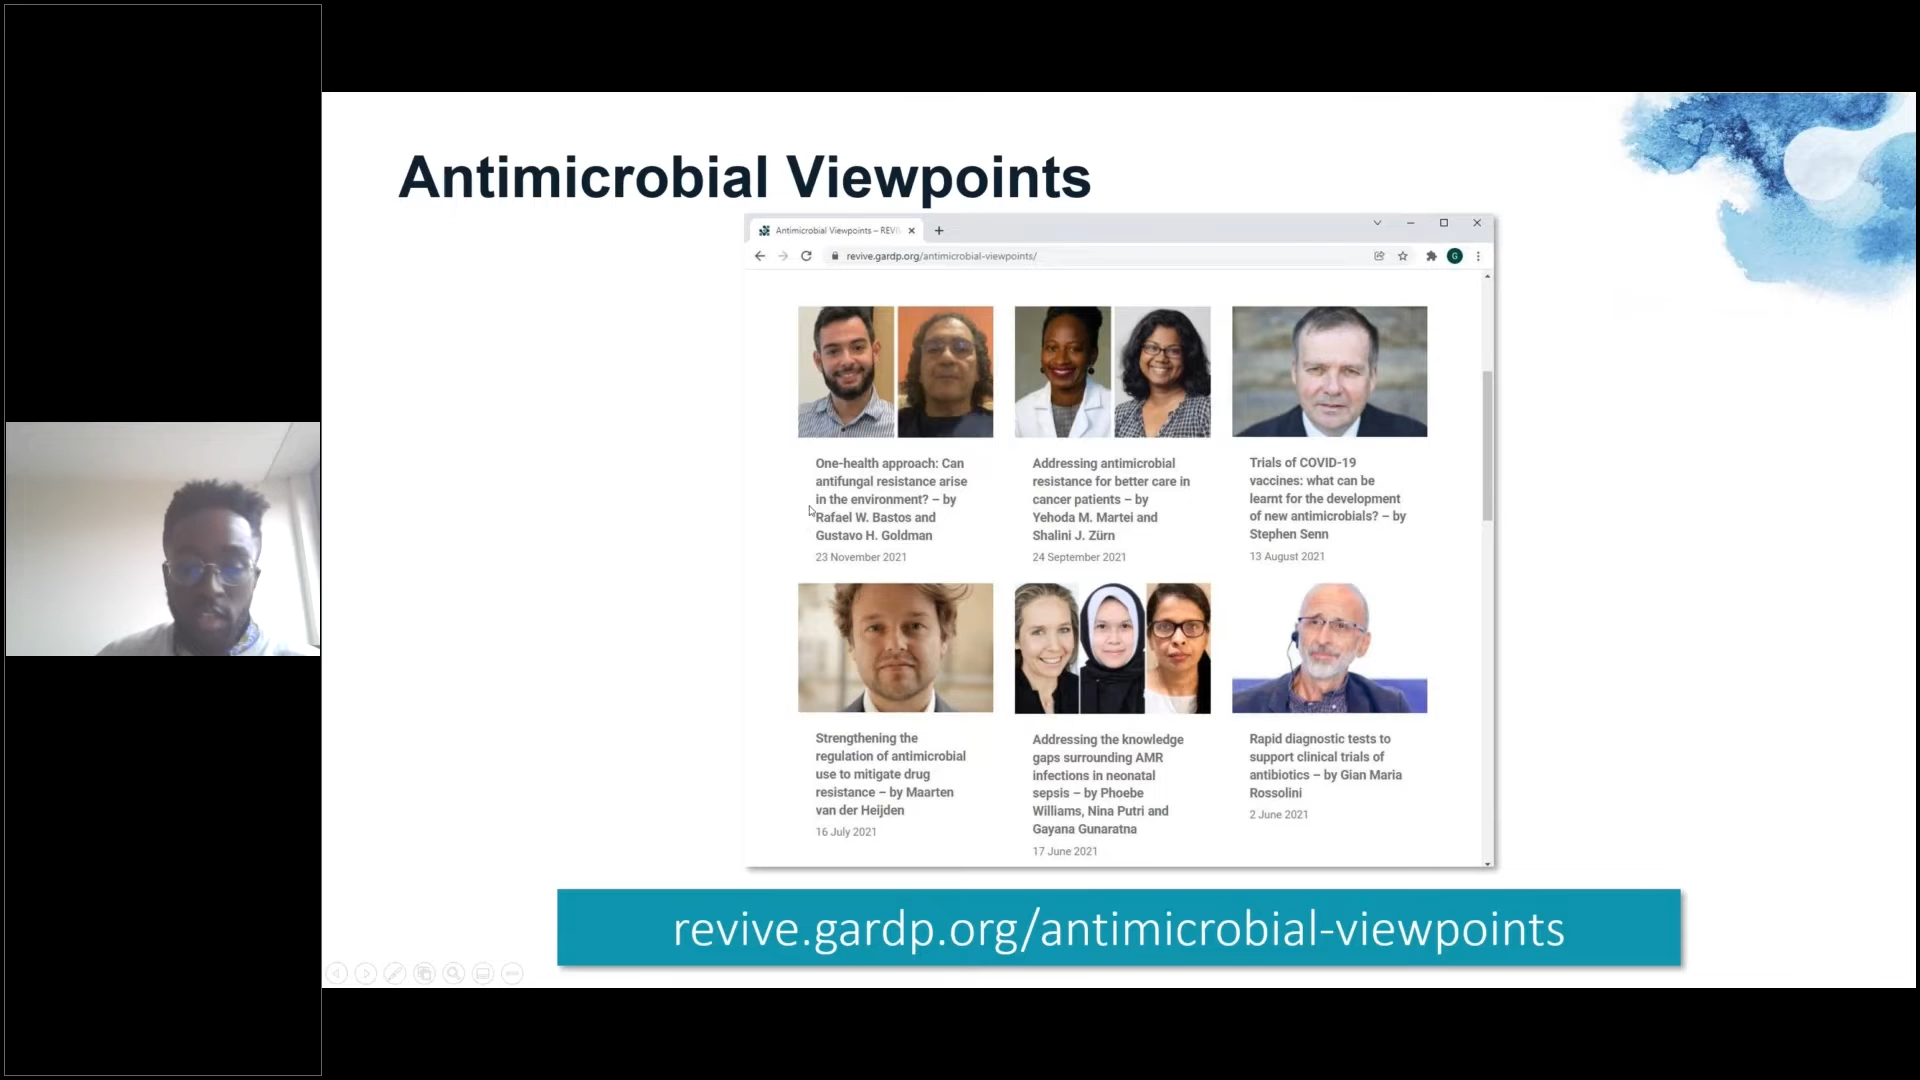 Antimicrobial Viewpoints
Antimicrobial Viewpoints – REVI
revive.gardp.org/antimicrobial-viewpoints/
G
One-health approach: Can
antifungal resistance arise
in the environment? – by
Rafael W. Bastos and
Gustavo H. Goldman
23 November 2021
Addressing antimicrobial
resistance for better care in
cancer patients – by
Yehoda M. Martei and
Shalini J. Zürn
24 September 2021
Trials of COVID-19
vaccines: what can be
learnt for the development
of new antimicrobials? – by
Stephen Senn
13 August 2021
Strengthening the
regulation of antimicrobial
use to mitigate drug
resistance – by Maarten
van der Heijden
16 July 2021
Addressing the knowledge
gaps surrounding AMR
infections in neonatal
sepsis – by Phoebe
Williams, Nina Putri and
Gayana Gunaratna
17 June 2021
Rapid diagnostic tests to
support clinical trials of
antibiotics – by Gian Maria
Rossolini
2 June 2021
revive.gardp.org/antimicrobial-viewpoints